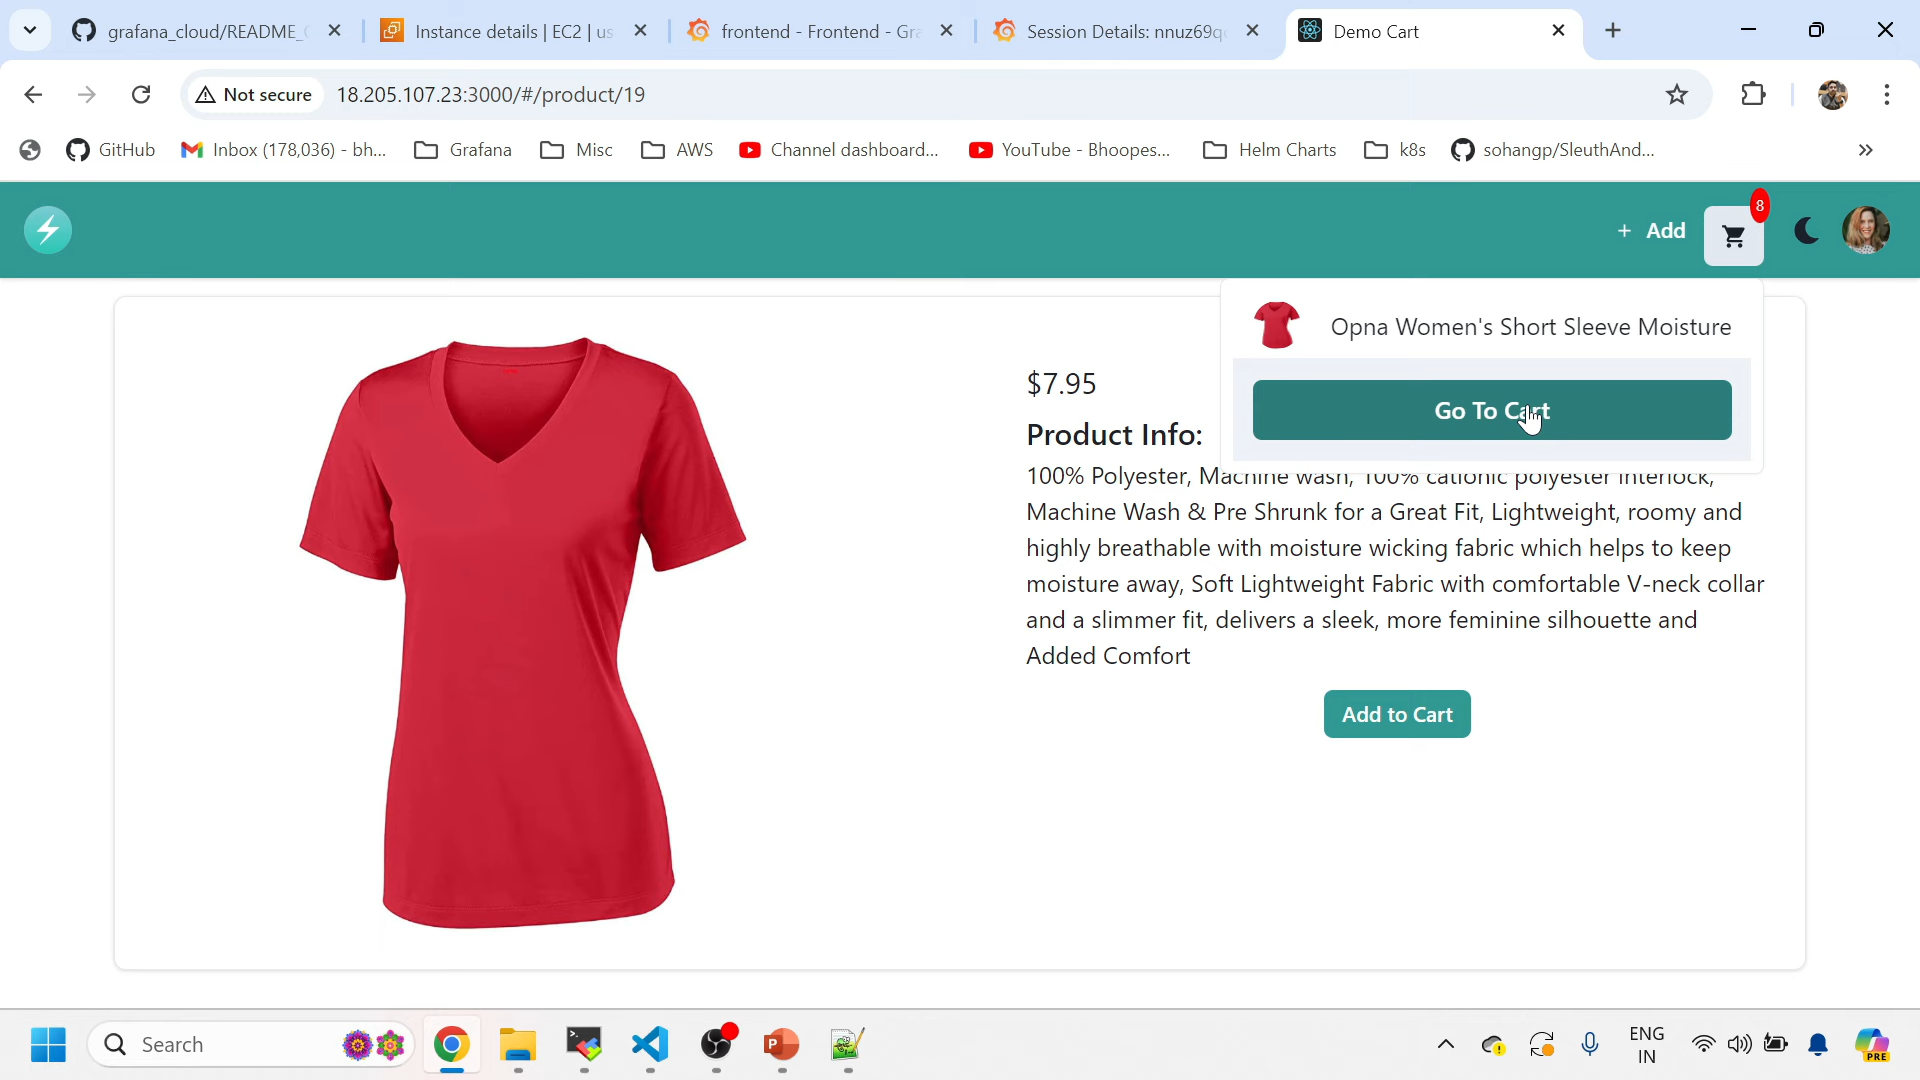 grafana_cloud/README_
Instance details | EC2 | us
frontend - Frontend - Gra
Session Details: nnuz69q
Demo Cart
Not secure
18.205.107.23:3000/#/product/19
GitHub
Inbox (178,036) - bh...
Grafana
Misc
AWS
Channel dashboard...
YouTube - Bhoopes...
Helm Charts
k8s
sohangp/SleuthAnd...
»
+ Add
8
Opna Women's Short Sleeve Moisture
Go To Cart
$7.95
Product Info:
100% Polyester, Machine wash, 100% cationic polyester interlock,
Machine Wash & Pre Shrunk for a Great Fit, Lightweight, roomy and
highly breathable with moisture wicking fabric which helps to keep
moisture away, Soft Lightweight Fabric with comfortable V-neck collar
and a slimmer fit, delivers a sleek, more feminine silhouette and
Added Comfort
Add to Cart
Search
ENG
IN
PRE